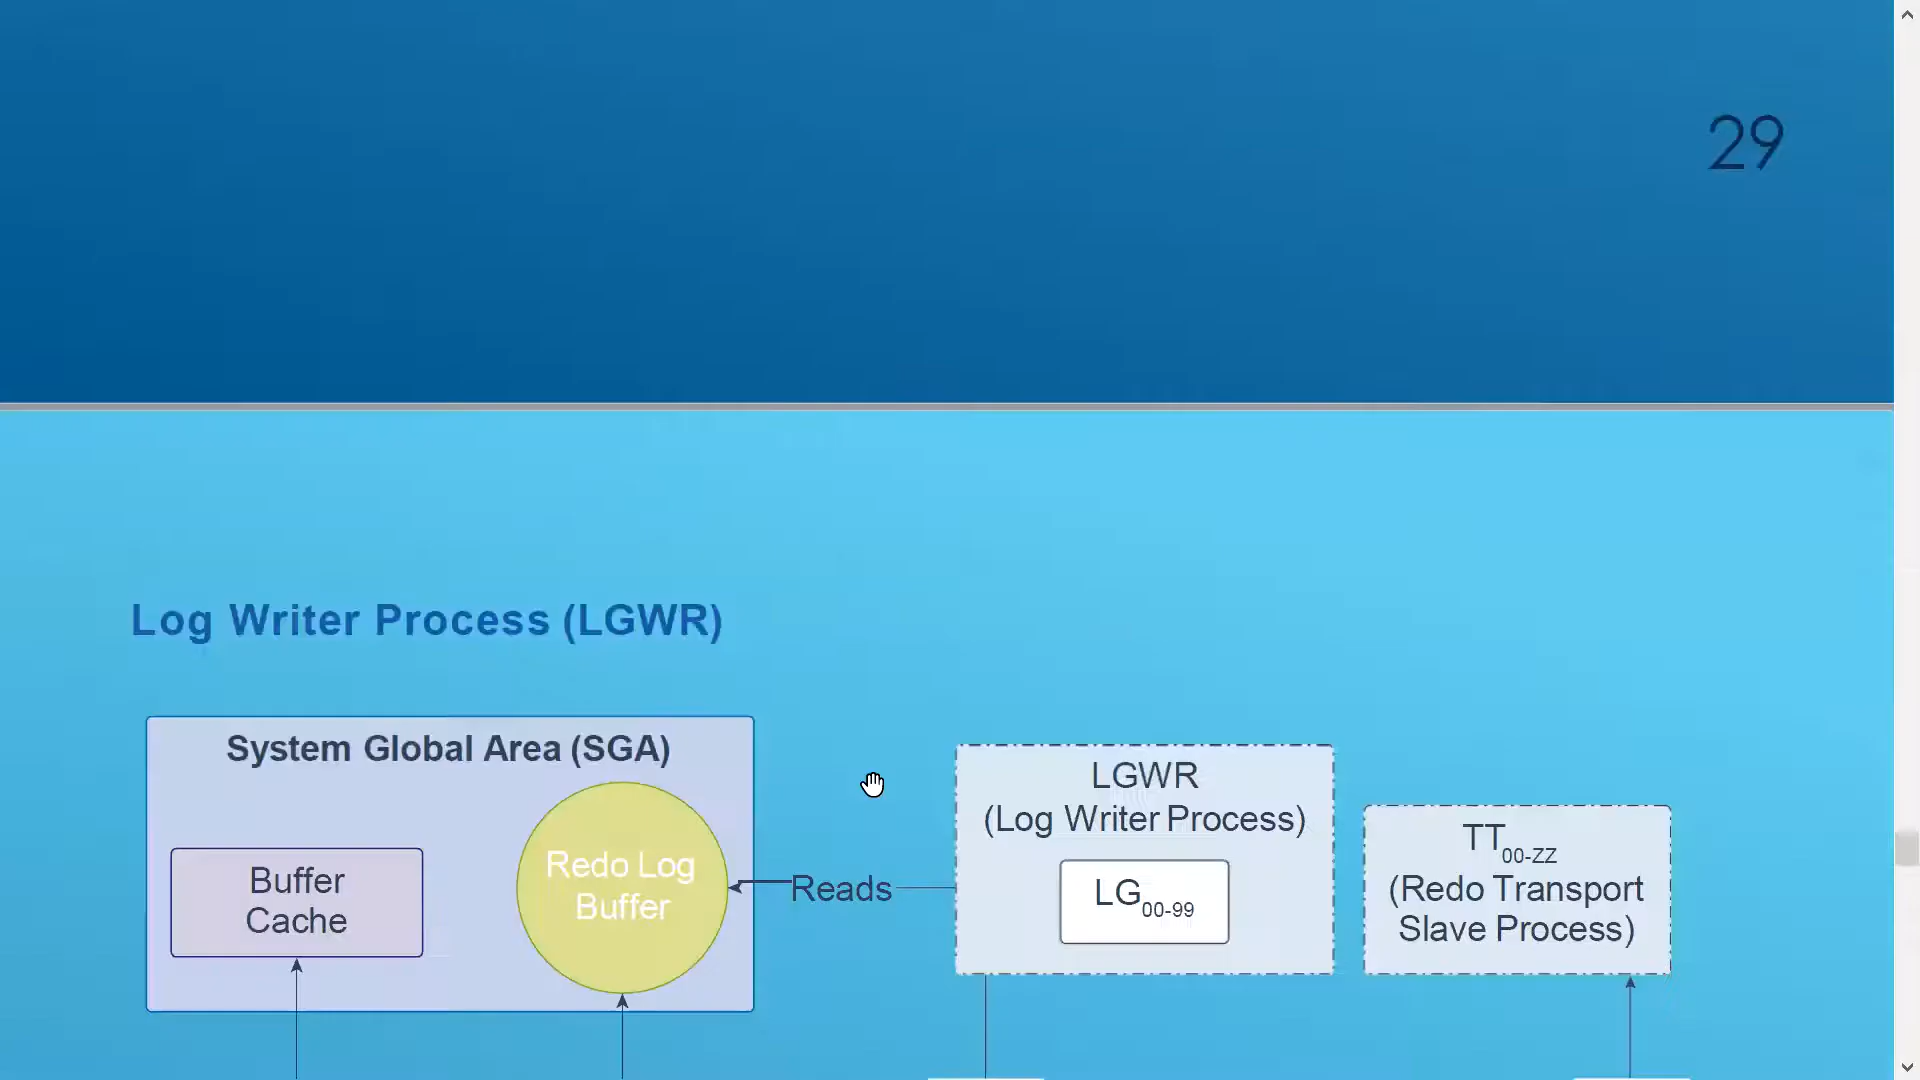 29
Log Writer Process (LGWR)
System Global Area (SGA)
Buffer
Cache
Redo Log
Buffer
Reads
LGWR
(Log Writer Process)
LG00-99
TT00-ZZ
(Redo Transport
Slave Process)